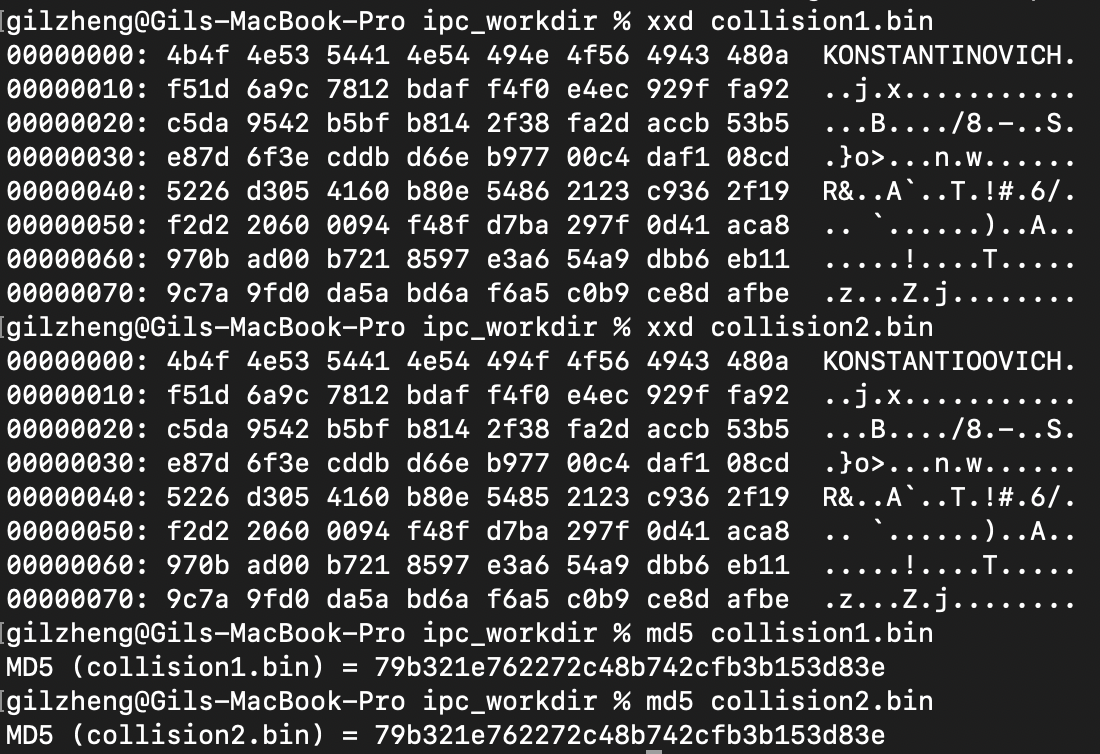 [gilzheng@Gils-MacBook-Pro ipc_workdir % xxd collision1.bin
00000000: 4b4f 4e53 5441 4e54 494e 4f56 4943 480a  KONSTANTINOVICH.
00000010: f51d 6a9c 7812 bdaf f4f0 e4ec 929f fa92  ..j.x...........
00000020: c5da 9542 b5bf b814 2f38 fa2d accb 53b5  ...B..../8.-..S.
00000030: e87d 6f3e cddb d66e b977 00c4 daf1 08cd  .}o>...n.w......
00000040: 5226 d305 4160 b80e 5486 2123 c936 2f19  R&..A`..T.!#.6/.
00000050: f2d2 2060 0094 f48f d7ba 297f 0d41 aca8  .. `......)..A..
00000060: 970b ad00 b721 8597 e3a6 54a9 dbb6 eb11  .....!....T.....
00000070: 9c7a 9fd0 da5a bd6a f6a5 c0b9 ce8d afbe  .z...Z.j........
[gilzheng@Gils-MacBook-Pro ipc_workdir % xxd collision2.bin
00000000: 4b4f 4e53 5441 4e54 494f 4f56 4943 480a  KONSTANTIOOVICH.
00000010: f51d 6a9c 7812 bdaf f4f0 e4ec 929f fa92  ..j.x...........
00000020: c5da 9542 b5bf b814 2f38 fa2d accb 53b5  ...B..../8.-..S.
00000030: e87d 6f3e cddb d66e b977 00c4 daf1 08cd  .}o>...n.w......
00000040: 5226 d305 4160 b80e 5485 2123 c936 2f19  R&..A`..T.!#.6/.
00000050: f2d2 2060 0094 f48f d7ba 297f 0d41 aca8  .. `......)..A..
00000060: 970b ad00 b721 8597 e3a6 54a9 dbb6 eb11  .....!....T.....
00000070: 9c7a 9fd0 da5a bd6a f6a5 c0b9 ce8d afbe  .z...Z.j........
[gilzheng@Gils-MacBook-Pro ipc_workdir % md5 collision1.bin
MD5 (collision1.bin) = 79b321e762272c48b742cfb3b153d83e
[gilzheng@Gils-MacBook-Pro ipc_workdir % md5 collision2.bin
MD5 (collision2.bin) = 79b321e762272c48b742cfb3b153d83e